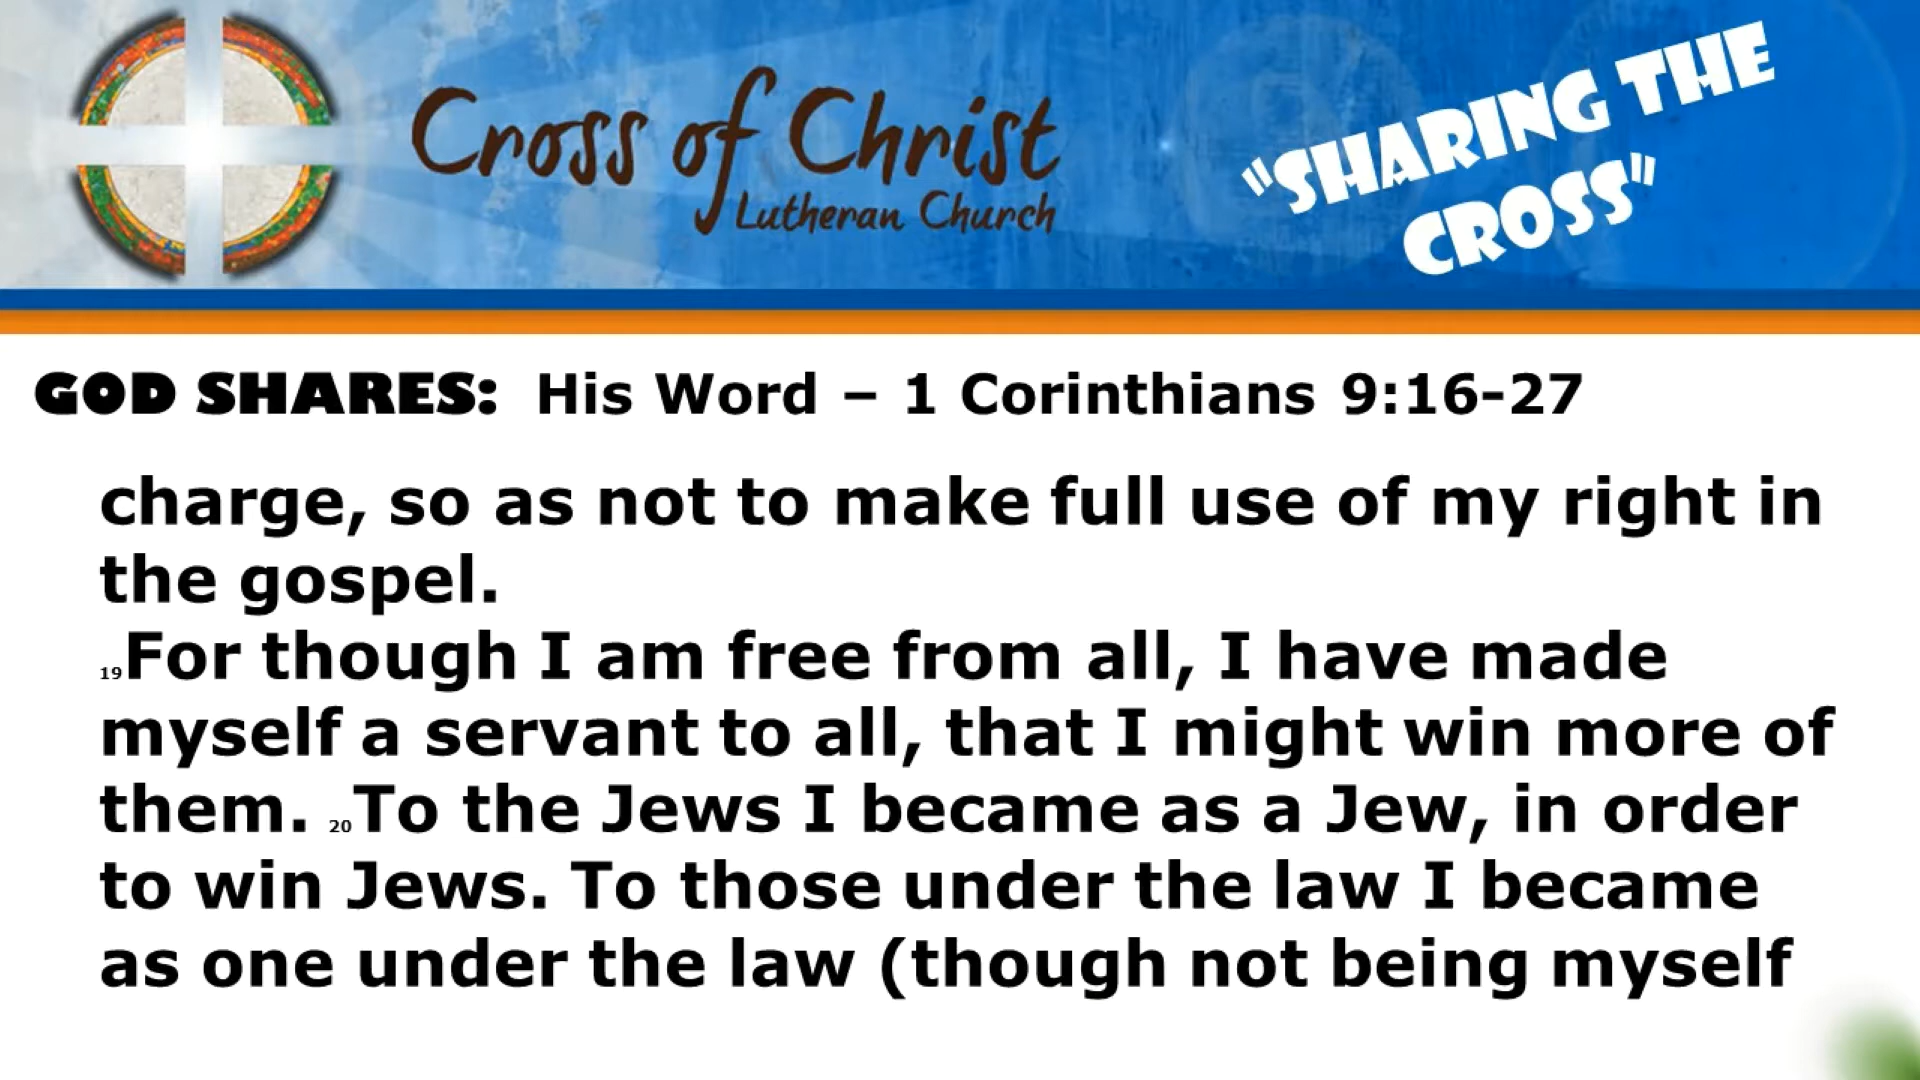 Cross of Christ
Lutheran Church
"SHARING THE
CROSS"
GOD SHARES: His Word – 1 Corinthians 9:16-27
charge, so as not to make full use of my right in
the gospel.
19For though I am free from all, I have made
myself a servant to all, that I might win more of
them. 20To the Jews I became as a Jew, in order
to win Jews. To those under the law I became
as one under the law (though not being myself